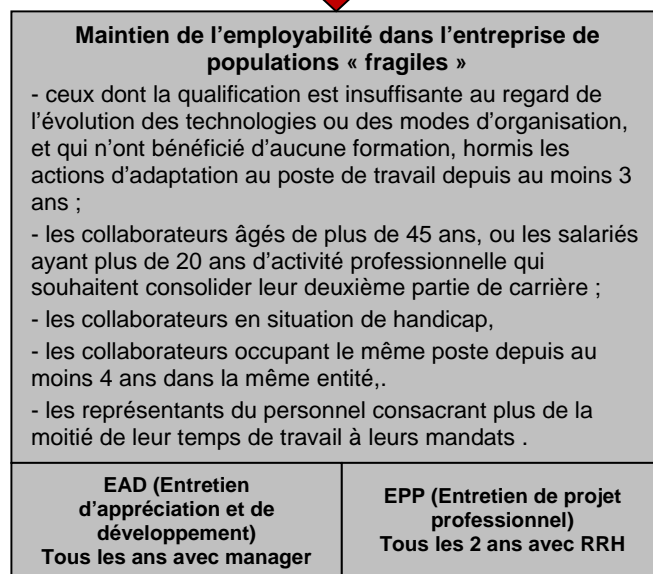 Maintien de l’employabilité dans l’entreprise de
populations « fragiles »
- ceux dont la qualification est insuffisante au regard de
l’évolution des technologies ou des modes d’organisation,
et qui n’ont bénéficié d’aucune formation, hormis les
actions d’adaptation au poste de travail depuis au moins 3
ans ;
- les collaborateurs âgés de plus de 45 ans, ou les salariés
ayant plus de 20 ans d’activité professionnelle qui
souhaitent consolider leur deuxième partie de carrière ;
- les collaborateurs en situation de handicap,
- les collaborateurs occupant le même poste depuis au
moins 4 ans dans la même entité,.
- les représentants du personnel consacrant plus de la
moitié de leur temps de travail à leurs mandats .
EAD (Entretien
d’appréciation et de
développement)
Tous les ans avec manager
EPP (Entretien de projet
professionnel)
Tous les 2 ans avec RRH